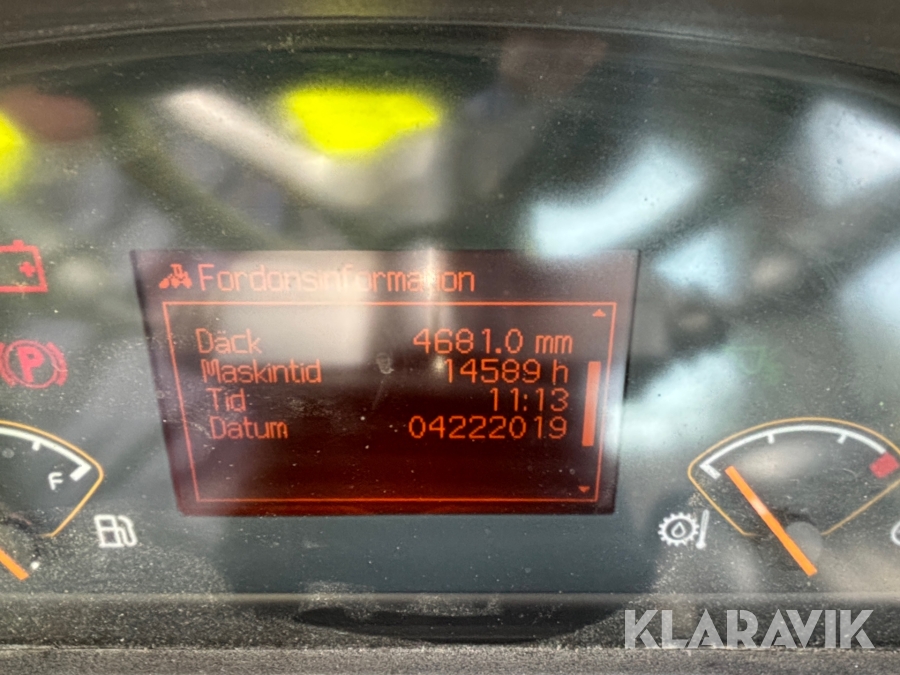 Fordonsinformation
Däck 4681.0 mm
Maskintid 14589 h
Tid 11:13
Datum 04222019
P
F
KLARAVIK